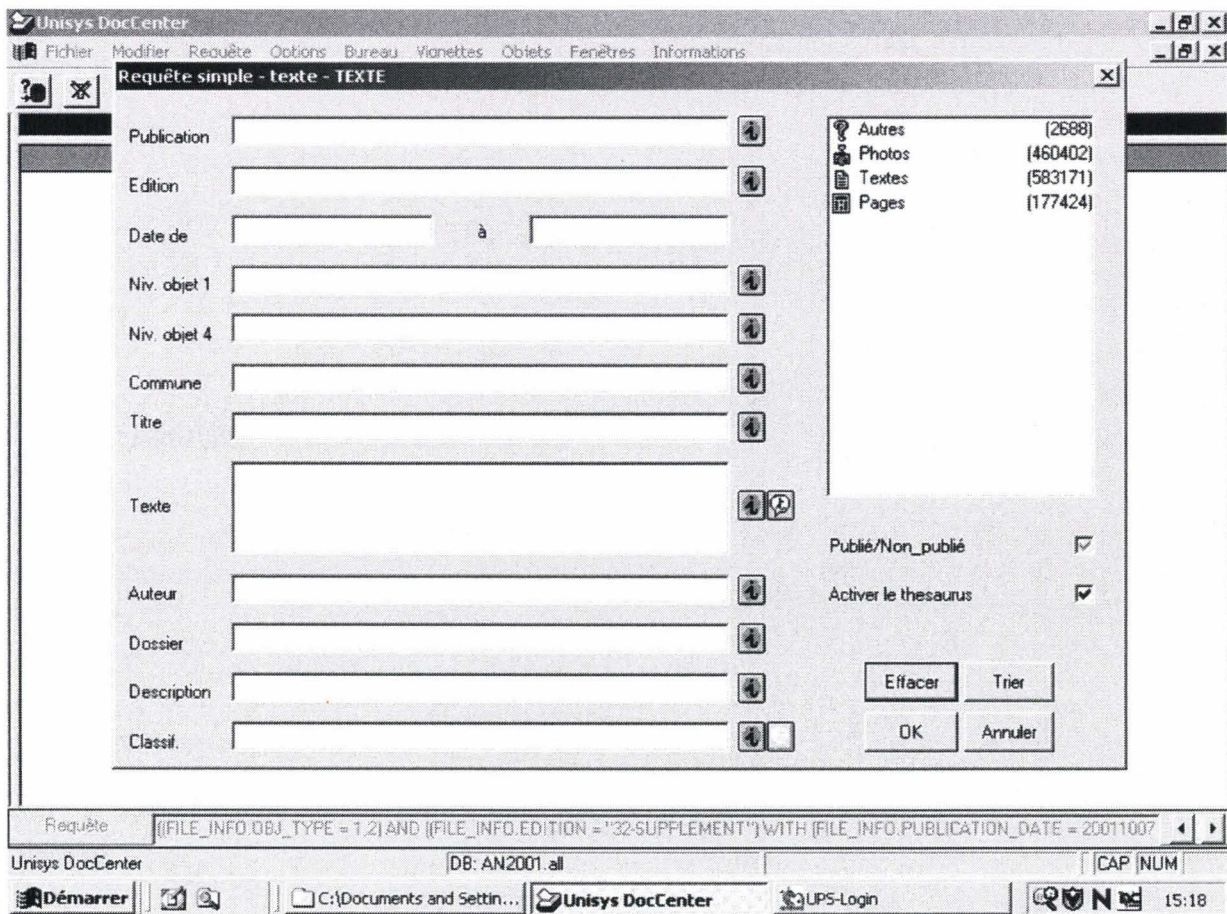 Unisys DocCenter
Fichier Modifier Requête Options Bureau Vignettes Objets Fenêtres Informations
Requête simple - texte - TEXTE
Publication
Edition
Date de à
Niv. objet 1
Niv. objet 4
Commune
Titre
Texte
Auteur
Dossier
Description
Classif.
Autres (2688)
Photos (460402)
Textes (583171)
Pages (177424)
Publié/Non_publié
Activer le thesaurus
Effacer Trier
OK Annuler
Requête ((FILE_INFO.OBJ_TYPE = 1,2) AND ((FILE_INFO.EDITION = "32-SUPPLEMENT") WITH (FILE_INFO.PUBLICATION_DATE = 20011007
Unisys DocCenter DB: AN2001.all CAP NUM
Démarrer C:\Documents and Settin... Unisys DocCenter UPS-Login N 15:18